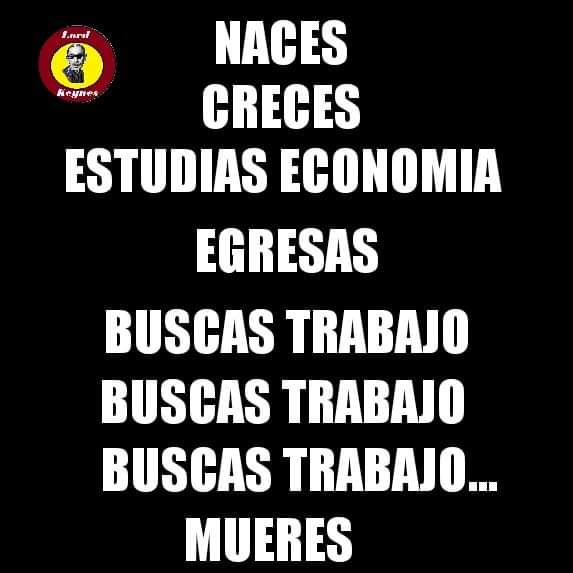 Lord
Keynes
NACES
CRECES
ESTUDIAS ECONOMIA
EGRESAS
BUSCAS TRABAJO
BUSCAS TRABAJO
BUSCAS TRABAJO...
MUERES